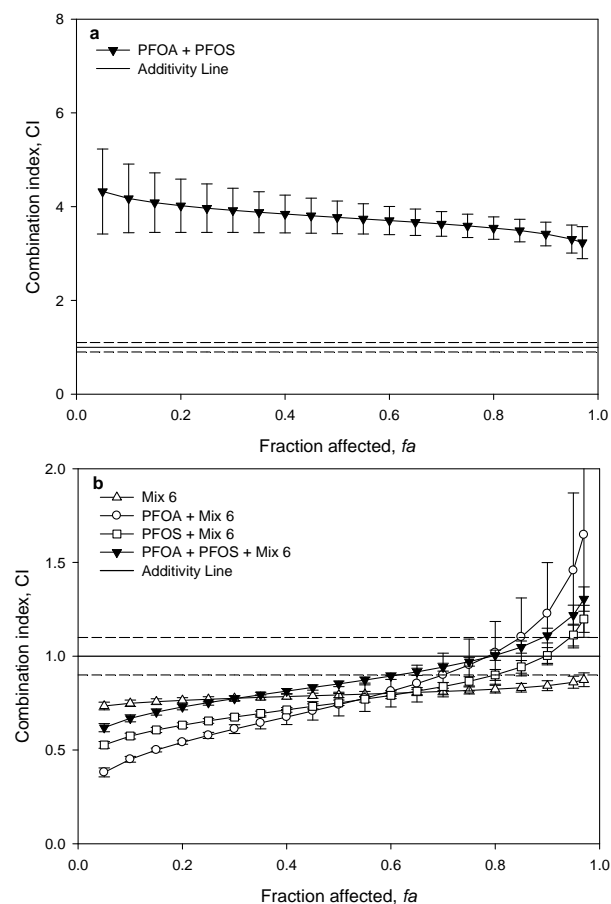 a
PFOA + PFOS
Additivity Line
Combination index, CI
8
6
4
2
0
0.0 0.2 0.4 0.6 0.8 1.0
Fraction affected, fa
b
Mix 6
PFOA + Mix 6
PFOS + Mix 6
PFOA + PFOS + Mix 6
Additivity Line
Combination index, CI
2.0
1.5
1.0
0.5
0.0
0.0 0.2 0.4 0.6 0.8 1.0
Fraction affected, fa